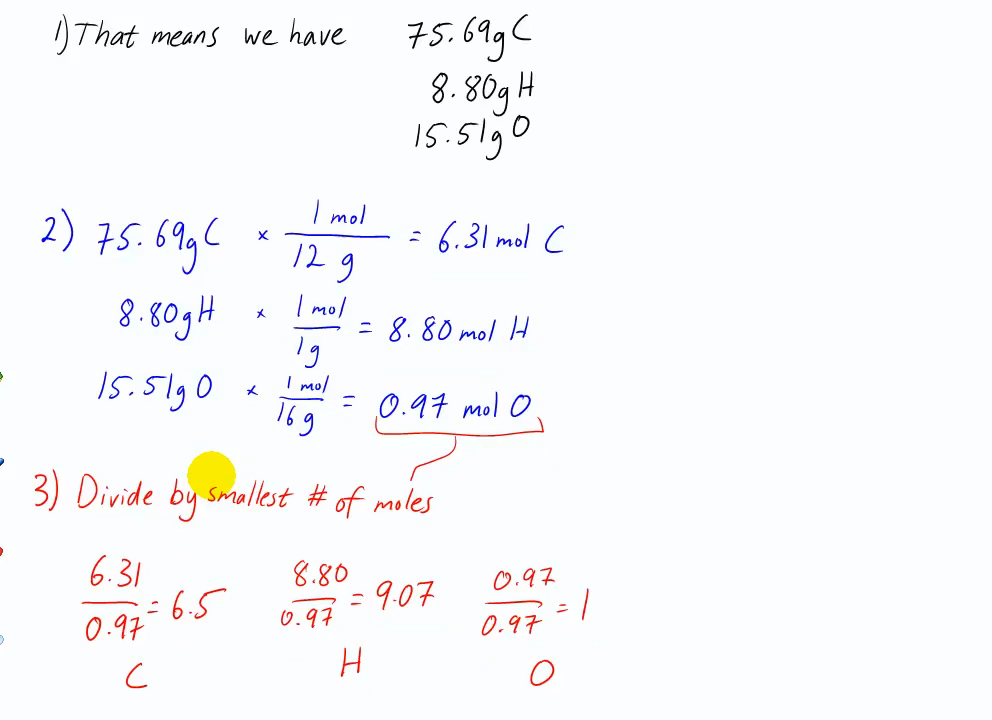 1) That means we have 75.69g C
8.80g H
15.51g O
2) 75.69g C × 1 mol / 12 g = 6.31 mol C
8.80g H × 1 mol / 1g = 8.80 mol H
15.51g O × 1 mol / 16g = 0.97 mol O
3) Divide by smallest # of moles
6.31 / 0.97 = 6.5 8.80 / 0.97 = 9.07 0.97 / 0.97 = 1
C H O